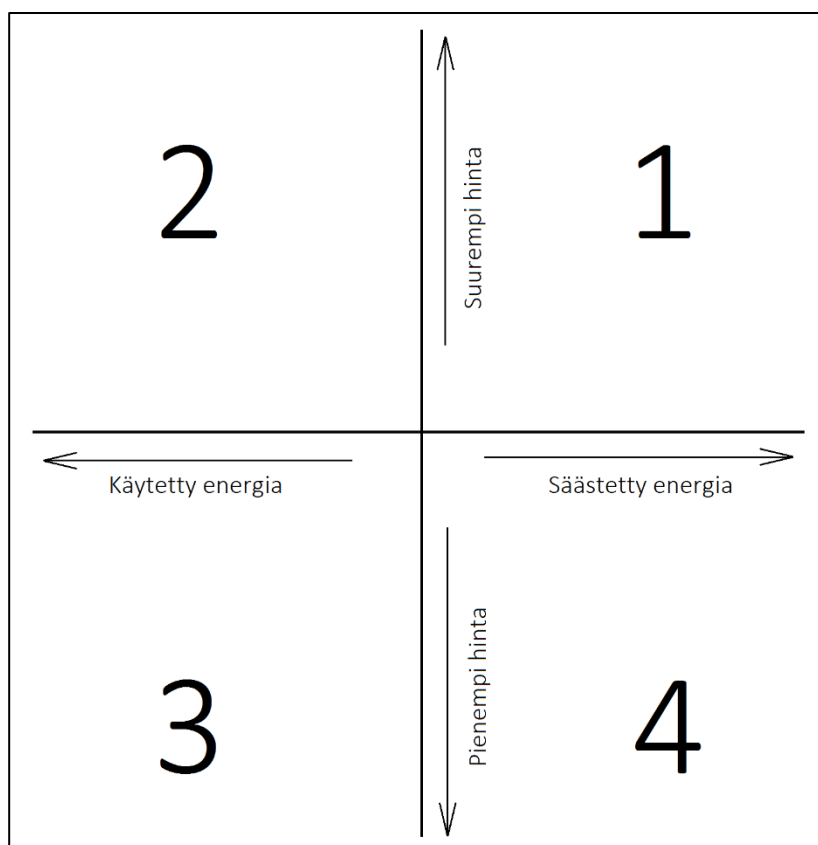 2
1
Suurempi hinta
Käytetty energia
Säästetty energia
Pienempi hinta
3
4